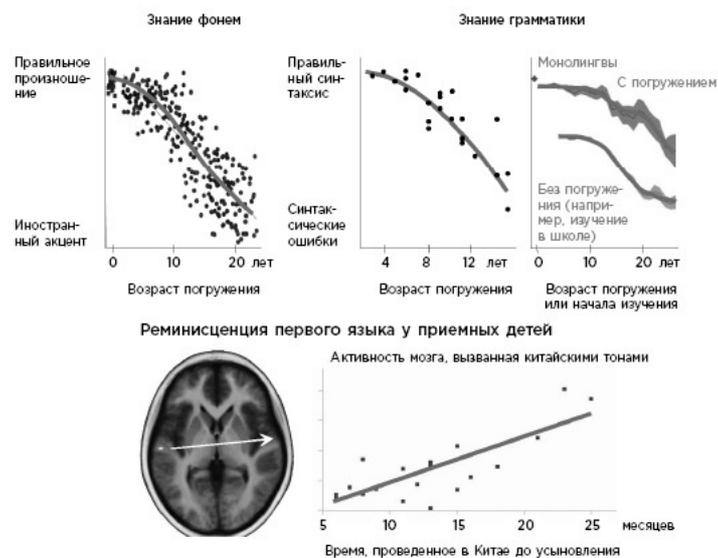 Знание фонем
Знание грамматики
Правильное
произноше-
ние
Иностран-
ный акцент
0 10 20 лет
Возраст погружения
Правиль-
ный син-
таксис
Синтак-
сические
ошибки
4 8 12 лет
Возраст погружения
Монолингвы
С погружением
Без погруже-
ния (напри-
мер, изучение
в школе)
0 10 20 лет
Возраст погружения
или начала изучения
Реминисценция первого языка у приемных детей
Активность мозга, вызванная китайскими тонами
5 10 15 20 25 месяцев
Время, проведенное в Китае до усыновления